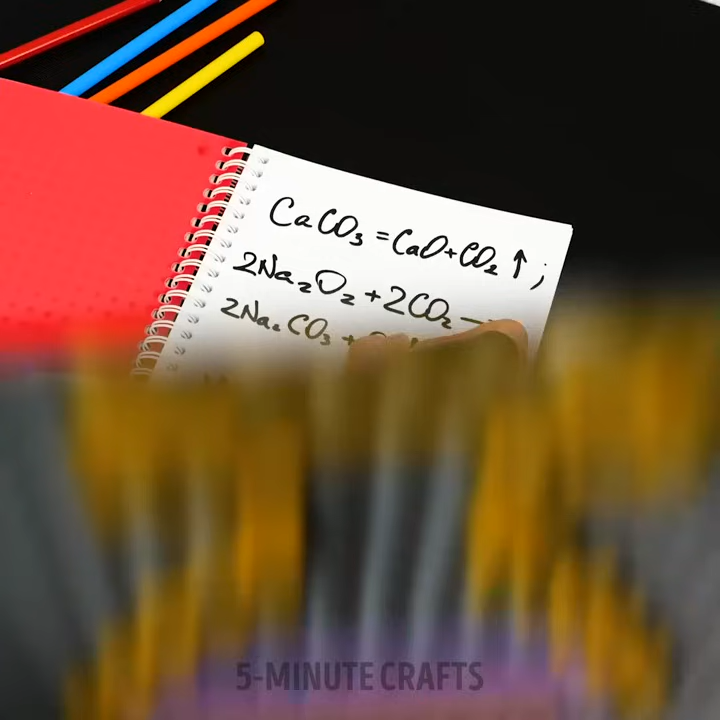 CaCO₃ = CaO + CO₂ ↑ ;
2Na₂O₂ + 2CO₂ —
2Na₂CO₃ +
5-MINUTE CRAFTS